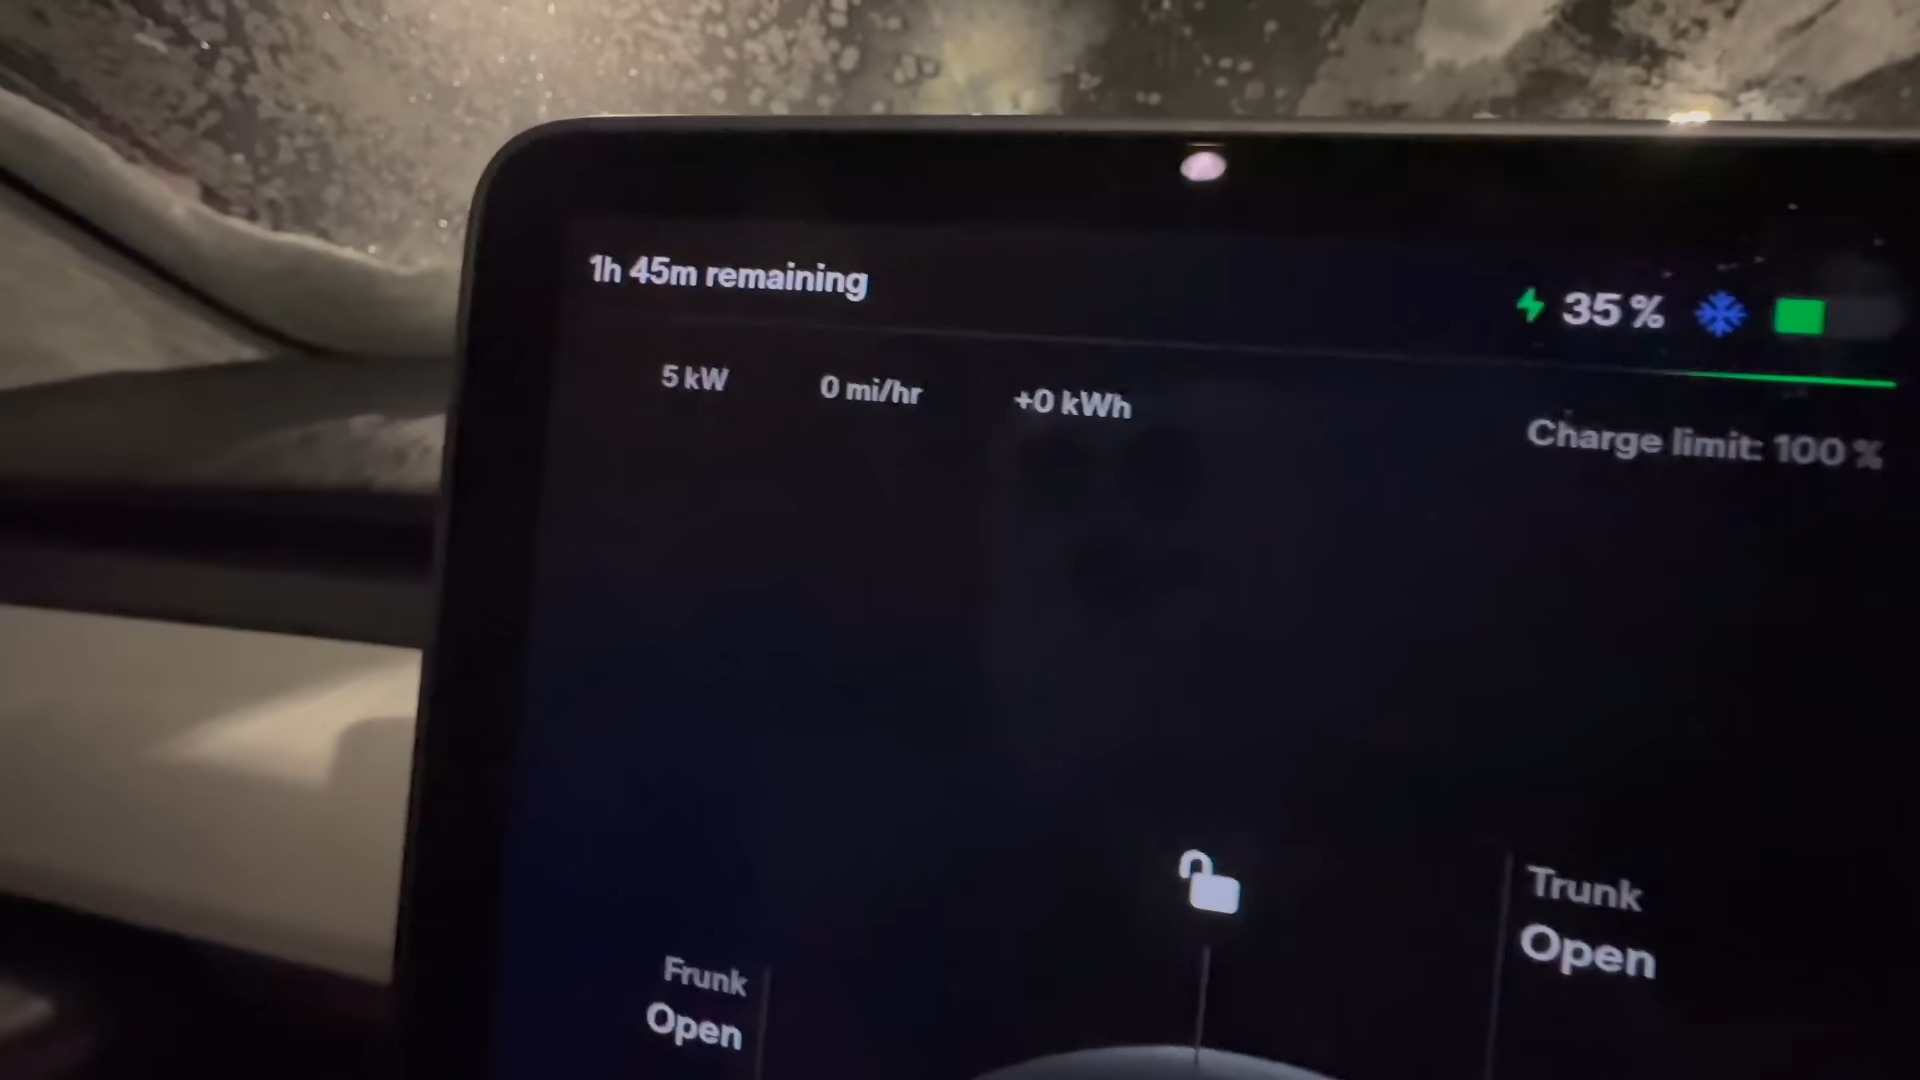 1h 45m remaining
35 %
5 kW
0 mi/hr
+0 kWh
Charge limit: 100 %
Trunk
Open
Frunk
Open